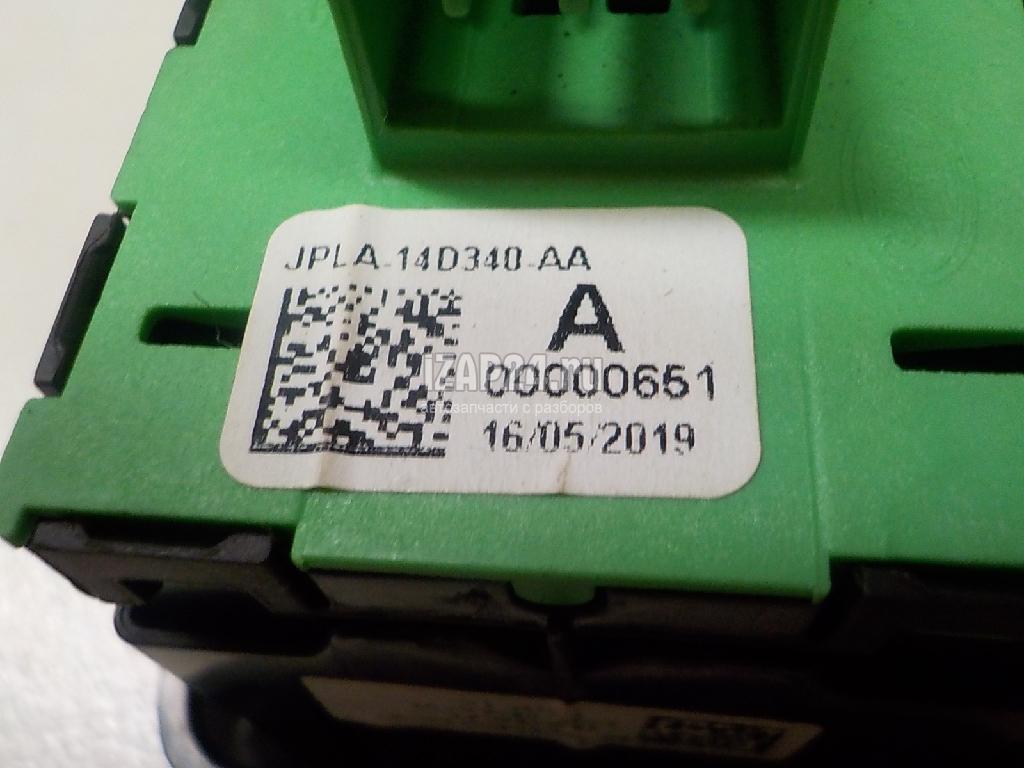 JPLA-14D340-AA
A
iZAP24.ru
00000651
автозапчасти с разборов
16/05/2019